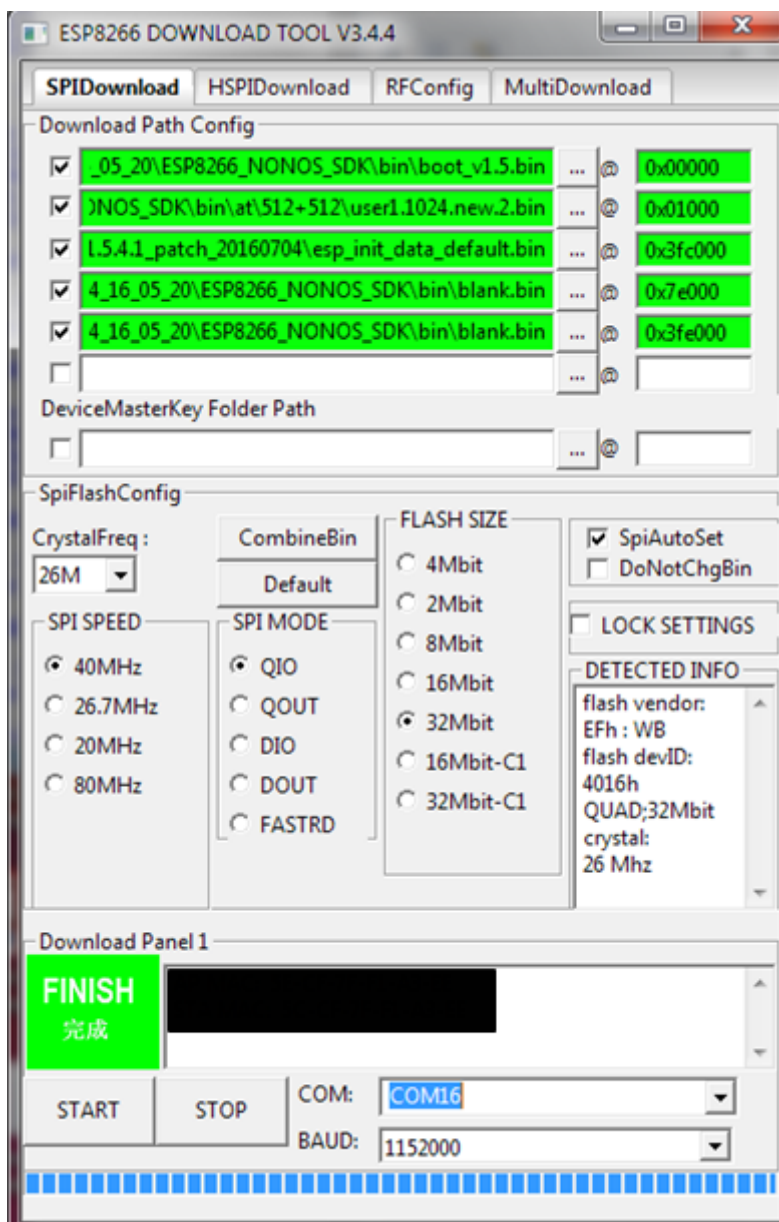 ESP8266 DOWNLOAD TOOL V3.4.4
SPIDownload HSPIDownload RFConfig MultiDownload
Download Path Config
_05_20\ESP8266_NONOS_SDK\bin\boot_v1.5.bin ... @ 0x00000
ONOS_SDK\bin\at\512+512\user1.1024.new.2.bin ... @ 0x01000
1.5.4.1_patch_20160704\esp_init_data_default.bin ... @ 0x3fc000
4_16_05_20\ESP8266_NONOS_SDK\bin\blank.bin ... @ 0x7e000
4_16_05_20\ESP8266_NONOS_SDK\bin\blank.bin ... @ 0x3fe000
... @
DeviceMasterKey Folder Path
... @
SpiFlashConfig
CrystalFreq :
26M
CombineBin
Default
SPI SPEED
40MHz
26.7MHz
20MHz
80MHz
SPI MODE
QIO
QOUT
DIO
DOUT
FASTRD
FLASH SIZE
4Mbit
2Mbit
8Mbit
16Mbit
32Mbit
16Mbit-C1
32Mbit-C1
SpiAutoSet
DoNotChgBin
LOCK SETTINGS
DETECTED INFO
flash vendor:
EFh : WB
flash devID:
4016h
QUAD;32Mbit
crystal:
26 Mhz
Download Panel 1
FINISH
完成
START STOP
COM: COM16
BAUD: 1152000